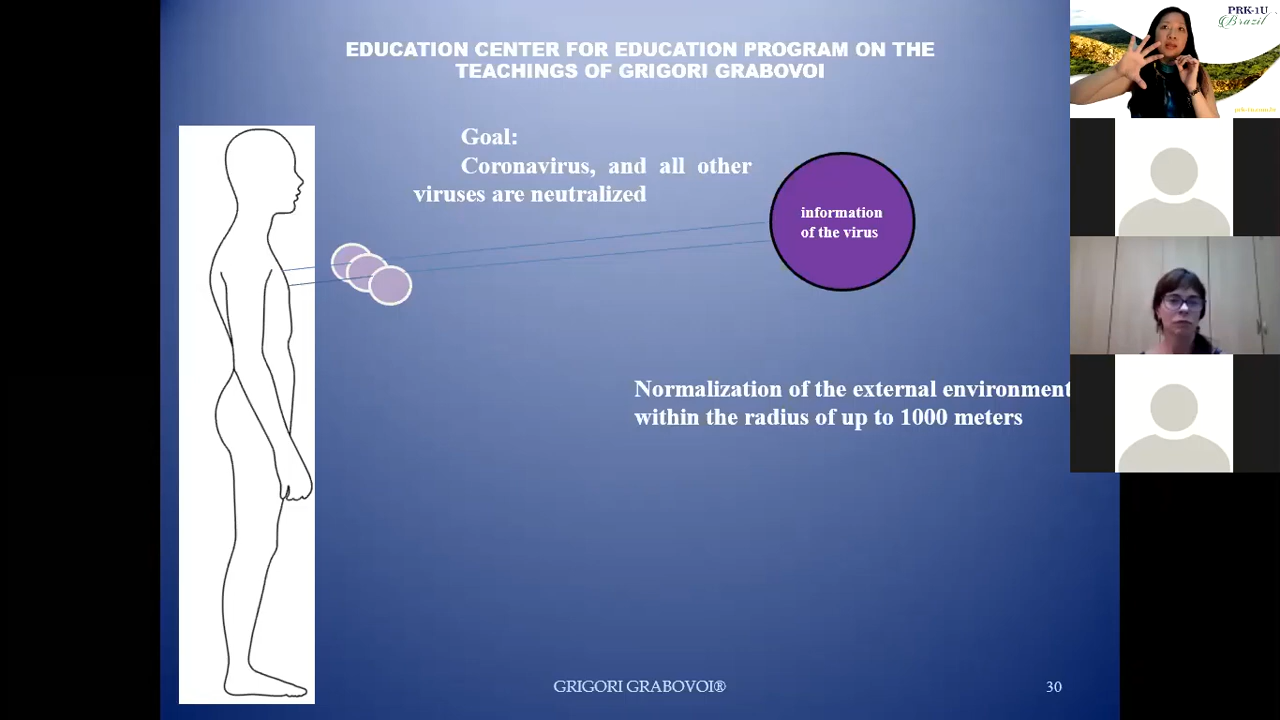 EDUCATION CENTER FOR EDUCATION PROGRAM ON THE
TEACHINGS OF GRIGORI GRABOVOI
PRK-1U
Brazil
Goal:
Coronavirus, and all other
viruses are neutralized
information
of the virus
Normalization of the external environment
within the radius of up to 1000 meters
GRIGORI GRABOVOI®
30